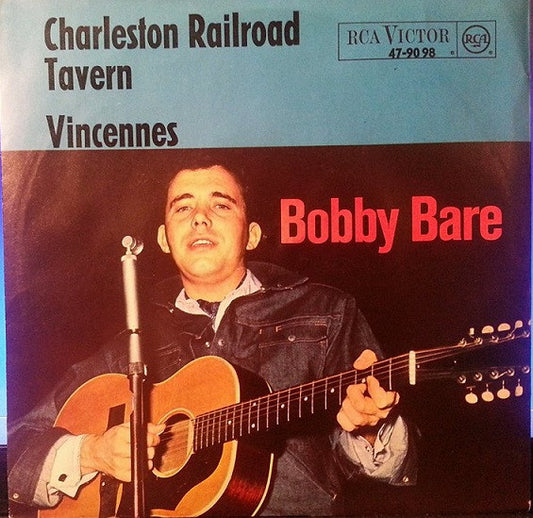 Charleston Railroad
Tavern
Vincennes
RCA VICTOR
47-9098
RCA
Bobby Bare